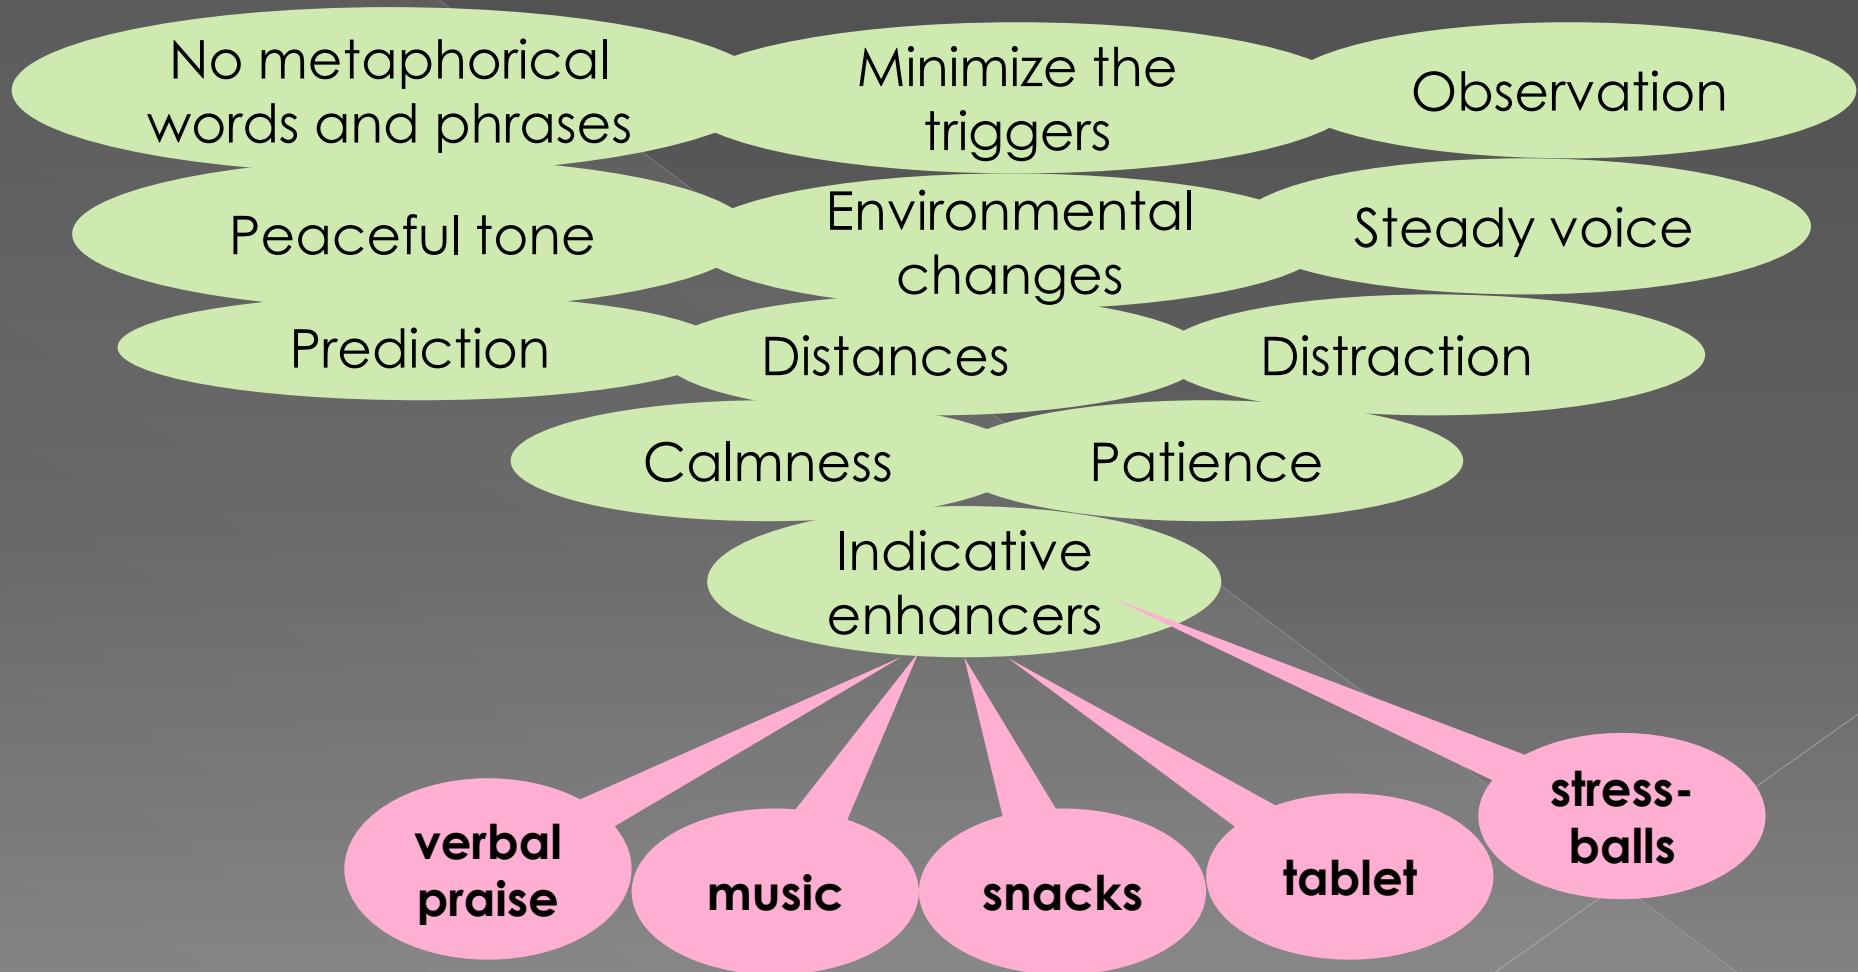 No metaphorical
words and phrases
Minimize the
triggers
Observation
Peaceful tone
Environmental
changes
Steady voice
Prediction
Distances
Distraction
Calmness
Patience
Indicative
enhancers
verbal
praise
music
snacks
tablet
stress-
balls